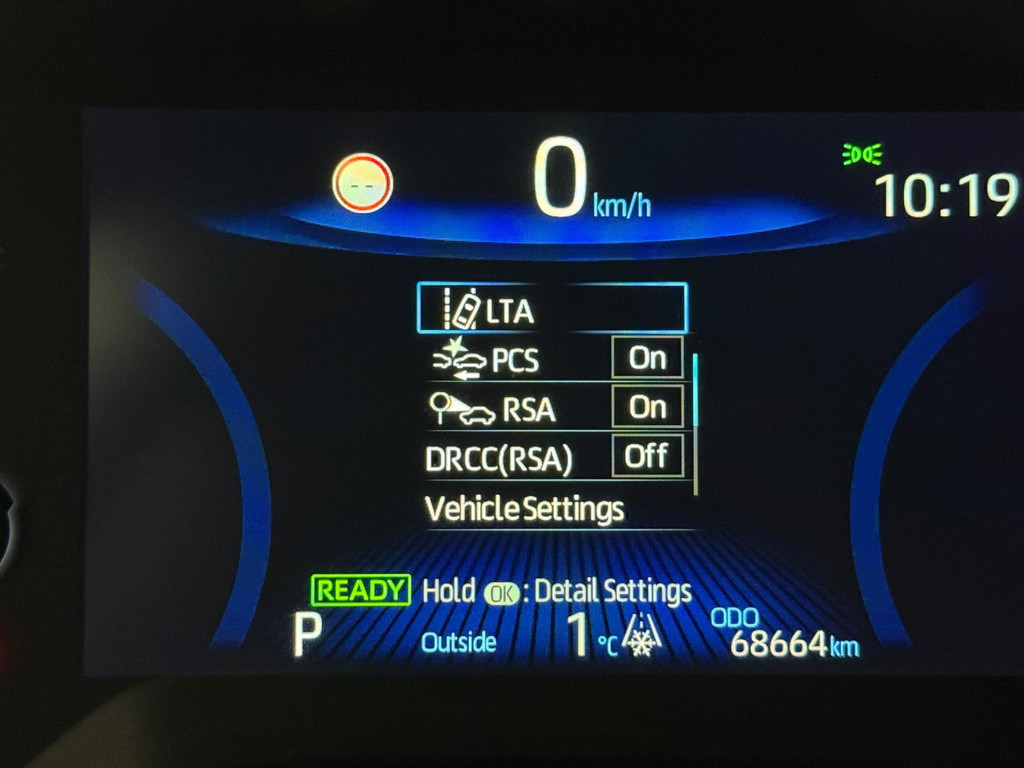 --
0 km/h
10:19
LTA
PCS On
RSA On
DRCC(RSA) Off
Vehicle Settings
READY Hold OK : Detail Settings
P Outside 1 °C ODO
68664 km